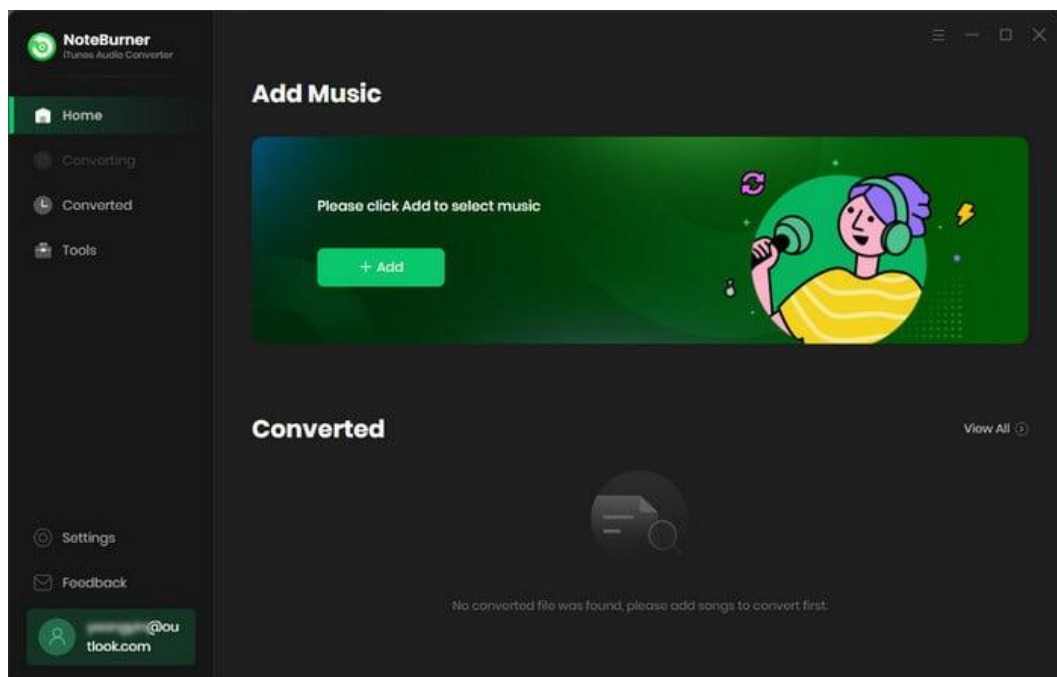 NoteBurner
iTunes Audio Converter
Home
Converting
Converted
Tools
Settings
Feedback
@ou
tlook.com
Add Music
Please click Add to select music
+ Add
Converted
View All
No converted file was found, please add songs to convert first.